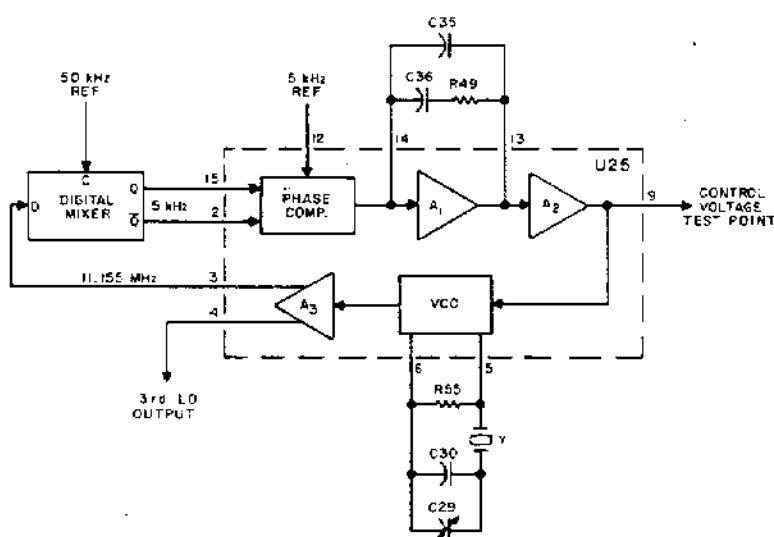 C35
50 kHz
REF
5 kHz
REF
C36
R49
12
14
13
U25
C
D
Q
DIGITAL
MIXER
Q̅
15
5 kHz
2
PHASE
COMP.
A1
A2
9
CONTROL
VOLTAGE
TEST POINT
11.155 MHz
3
A3
VCO
4
6
5
3rd LO
OUTPUT
R55
Y
C30
C29